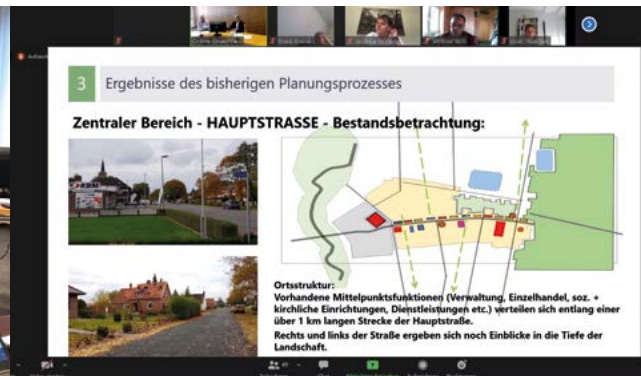 3 Ergebnisse des bisherigen Planungsprozesses
Zentraler Bereich - HAUPTSTRASSE - Bestandsbetrachtung:
Ortsstruktur:
Vorhandene Mittelpunktsfunktionen (Verwaltung, Einzelhandel, soz. +
kirchliche Einrichtungen, Dienstleistungen etc.) verteilen sich entlang einer
über 1 km langen Strecke der Hauptstraße.
Rechts und links der Straße ergeben sich noch Einblicke in die Tiefe der
Landschaft.